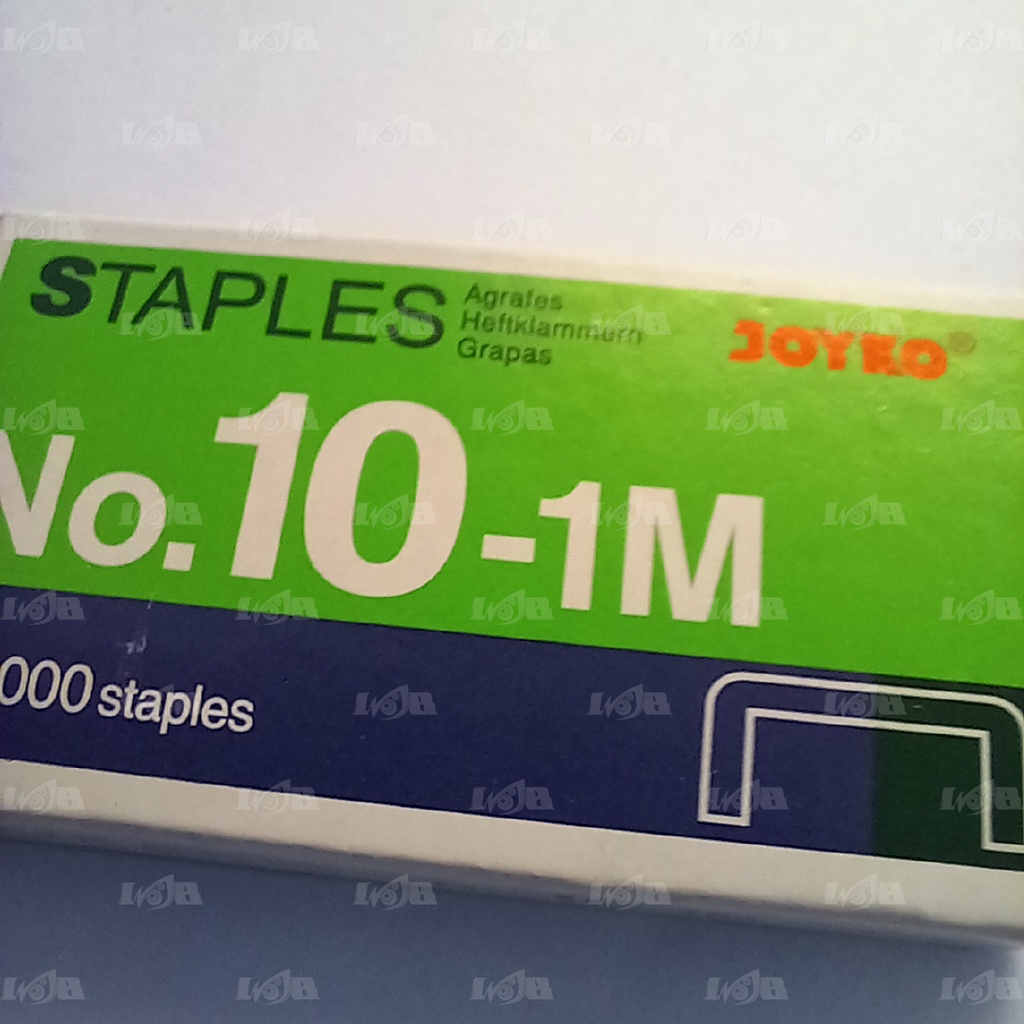 STAPLES
Agrafes
Heftklammern
Grapas
JOYKO®
No.10-1M
000 staples